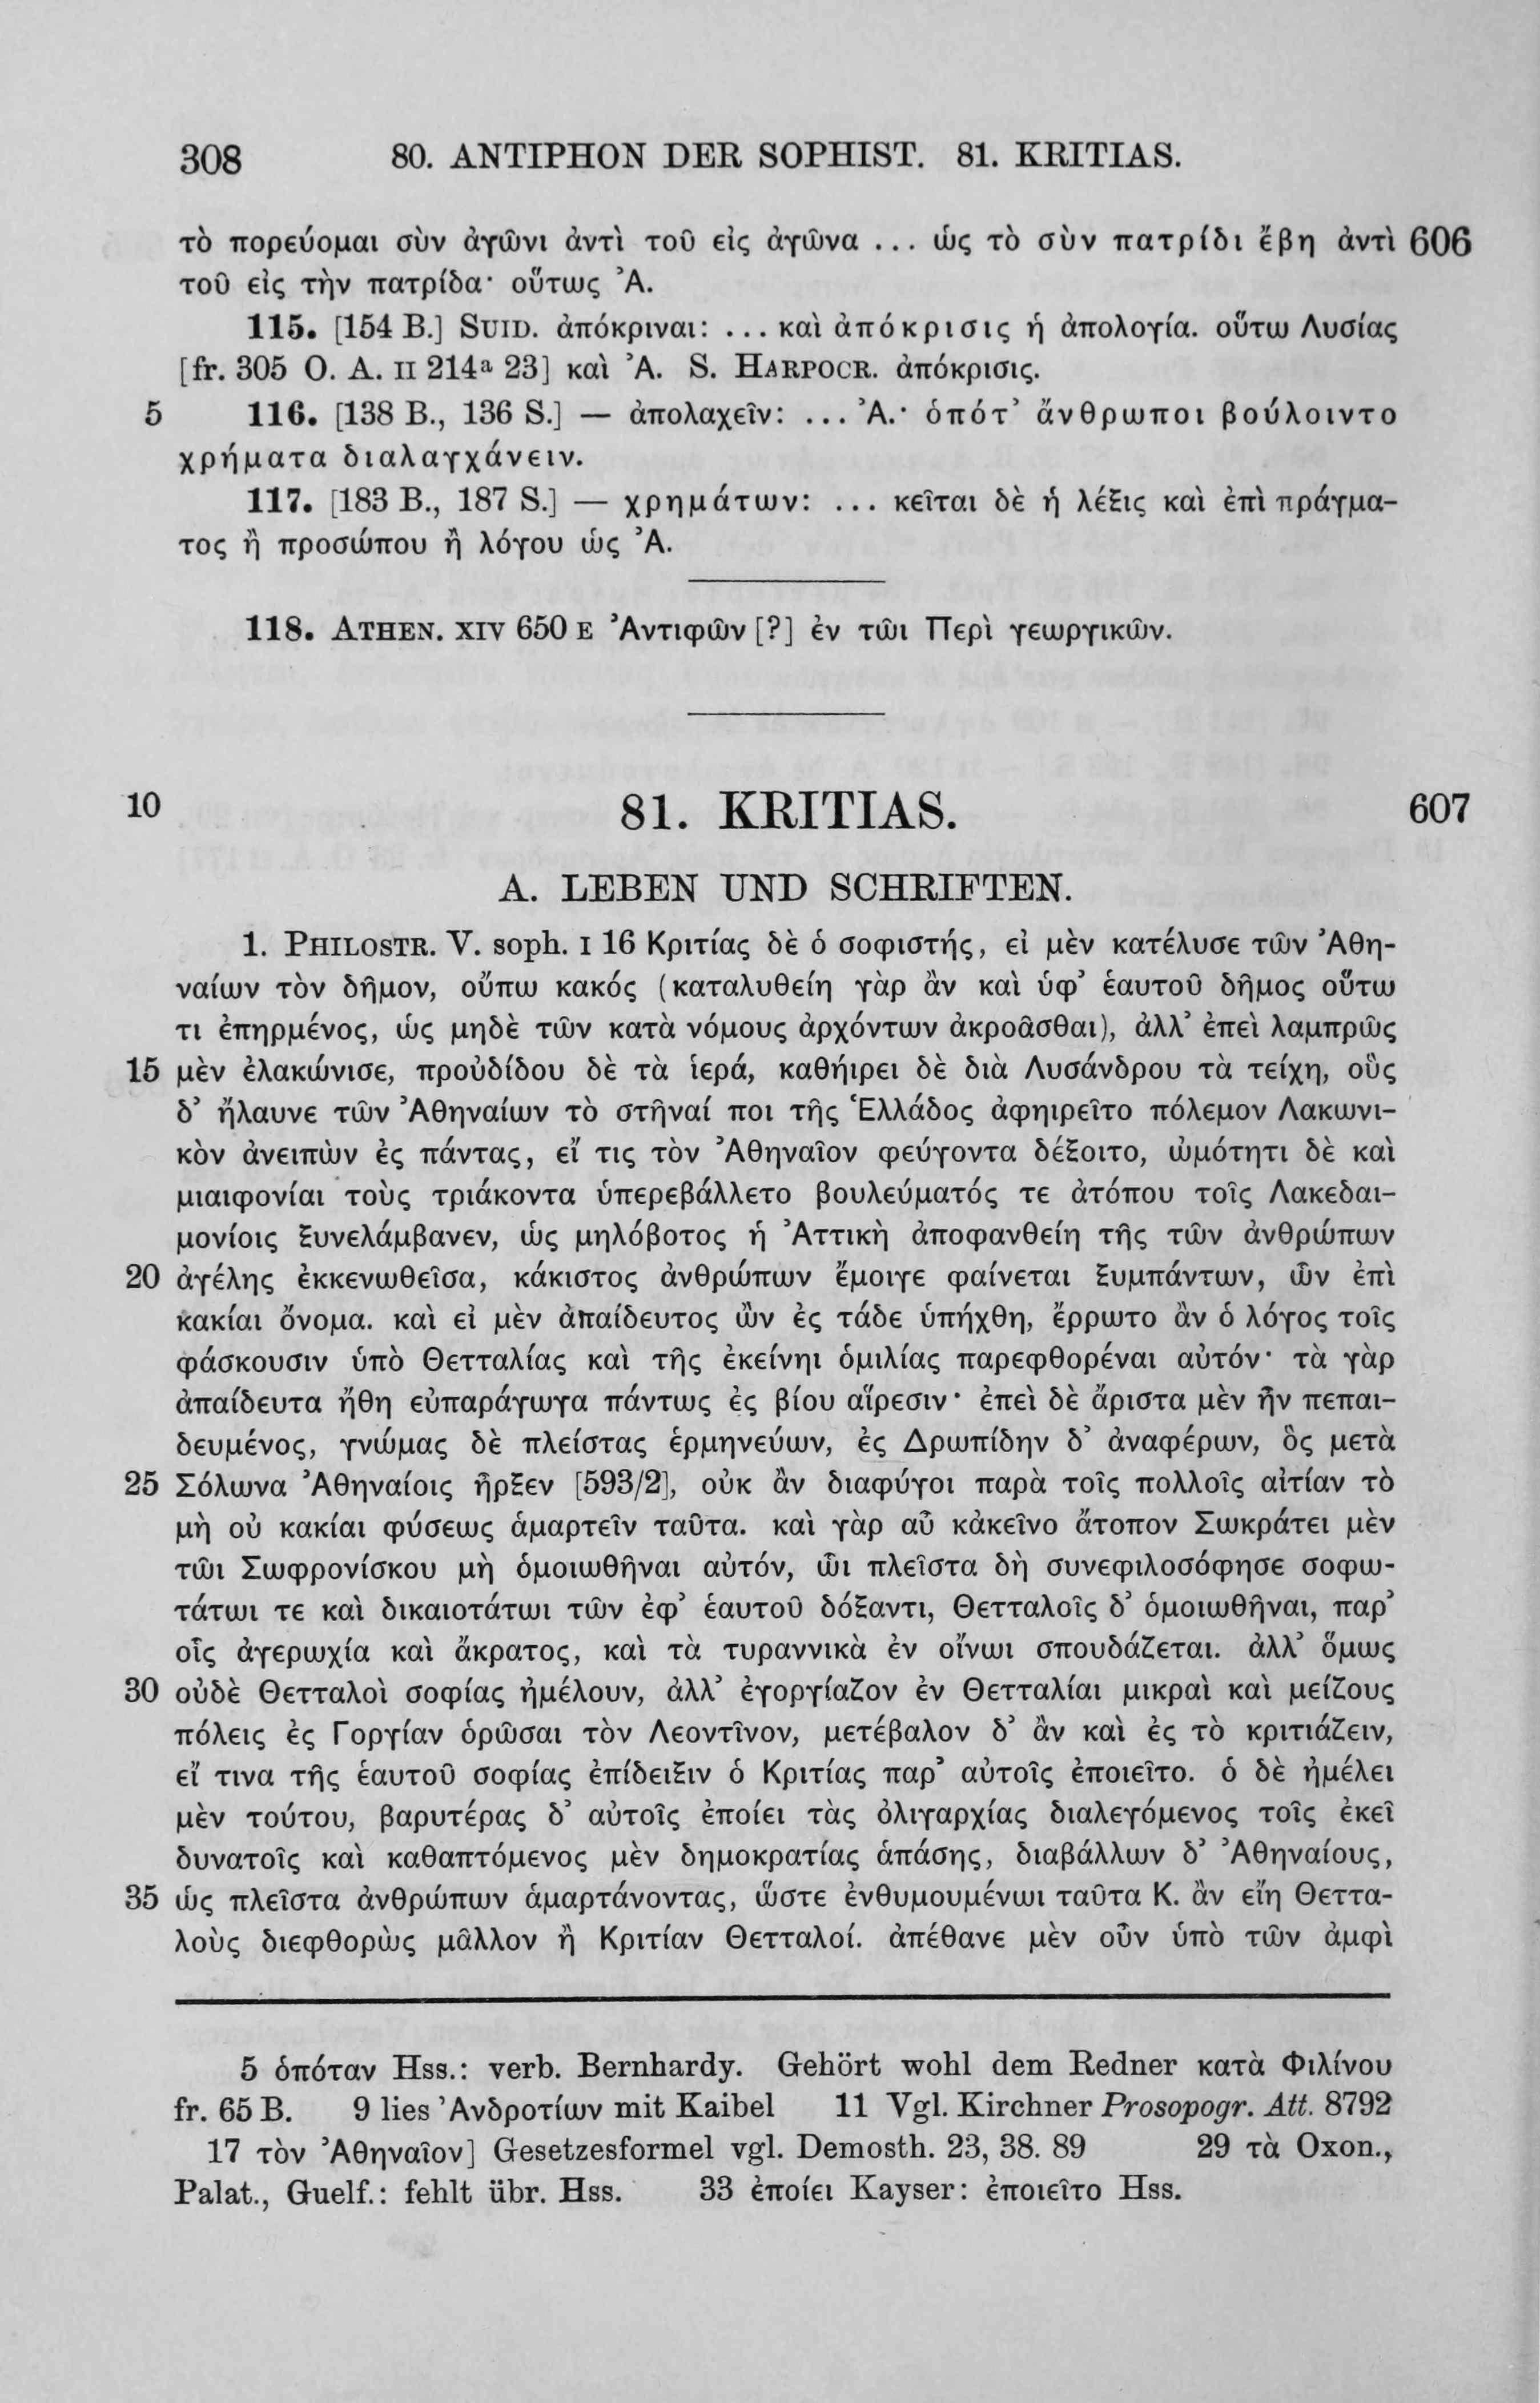 308 80. ANTIPHON DER SOPHIST. 81. KRITIAS.
τὸ πορεύομαι σὺν ἀγῶνι ἀντὶ τοῦ εἰς ἀγῶνα ... ὡς τὸ σὺν πατρίδι ἔβη ἀντὶ 606
τοῦ εἰς τὴν πατρίδα· οὕτως Ἀ.
115. [154 B.] SUID. ἀπόκριναι: ... καὶ ἀπόκρισις ἡ ἀπολογία. οὕτω Λυσίας
[fr. 305 O. A. II 214ª 23] καὶ Ἀ. S. HARPOCR. ἀπόκρισις.
5 116. [138 B., 136 S.] — ἀπολαχεῖν: ... Ἀ.· ὁπότ’ ἄνθρωποι βούλοιντο
χρήματα διαλαγχάνειν.
117. [183 B., 187 S.] — χρημάτων: ... κεῖται δὲ ἡ λέξις καὶ ἐπὶ πράγμα-
τος ἢ προσώπου ἢ λόγου ὡς Ἀ.
118. ATHEN. XIV 650 E Ἀντιφῶν [?] ἐν τῶι Περὶ γεωργικῶν.
10 81. KRITIAS. 607
A. LEBEN UND SCHRIFTEN.
1. PHILOSTR. V. soph. I 16 Κριτίας δὲ ὁ σοφιστής, εἰ μὲν κατέλυσε τῶν Ἀθη-
ναίων τὸν δῆμον, οὔπω κακός (καταλυθείη γὰρ ἂν καὶ ὑφ’ ἑαυτοῦ δῆμος οὕτω
τι ἐπηρμένος, ὡς μηδὲ τῶν κατὰ νόμους ἀρχόντων ἀκροᾶσθαι), ἀλλ’ ἐπεὶ λαμπρῶς
15 μὲν ἐλακώνισε, προὐδίδου δὲ τὰ ἱερά, καθήιρει δὲ διὰ Λυσάνδρου τὰ τείχη, οὓς
δ’ ἤλαυνε τῶν Ἀθηναίων τὸ στῆναί ποι τῆς Ἑλλάδος ἀφηιρεῖτο πόλεμον Λακωνι-
κὸν ἀνειπὼν ἐς πάντας, εἴ τις τὸν Ἀθηναῖον φεύγοντα δέξοιτο, ὠμότητι δὲ καὶ
μιαιφονίαι τοὺς τριάκοντα ὑπερεβάλλετο βουλεύματός τε ἀτόπου τοῖς Λακεδαι-
μονίοις ξυνελάμβανεν, ὡς μηλόβοτος ἡ Ἀττικὴ ἀποφανθείη τῆς τῶν ἀνθρώπων
20 ἀγέλης ἐκκενωθεῖσα, κάκιστος ἀνθρώπων ἔμοιγε φαίνεται ξυμπάντων, ὧν ἐπὶ
κακίαι ὄνομα. καὶ εἰ μὲν ἀπαίδευτος ὢν ἐς τάδε ὑπήχθη, ἔρρωτο ἂν ὁ λόγος τοῖς
φάσκουσιν ὑπὸ Θετταλίας καὶ τῆς ἐκείνηι ὁμιλίας παρεφθορέναι αὐτόν· τὰ γὰρ
ἀπαίδευτα ἤθη εὐπαράγωγα πάντως ἐς βίου αἵρεσιν· ἐπεὶ δὲ ἄριστα μὲν ἦν πεπαι-
δευμένος, γνώμας δὲ πλείστας ἑρμηνεύων, ἐς Δρωπίδην δ’ ἀναφέρων, ὃς μετὰ
25 Σόλωνα Ἀθηναίοις ἦρξεν [593/2], οὐκ ἂν διαφύγοι παρὰ τοῖς πολλοῖς αἰτίαν τὸ
μὴ οὐ κακίαι φύσεως ἁμαρτεῖν ταῦτα. καὶ γὰρ αὖ κἀκεῖνο ἄτοπον Σωκράτει μὲν
τῶι Σωφρονίσκου μὴ ὁμοιωθῆναι αὐτόν, ὧι πλεῖστα δὴ συνεφιλοσόφησε σοφω-
τάτωι τε καὶ δικαιοτάτωι τῶν ἐφ’ ἑαυτοῦ δόξαντι, Θετταλοῖς δ’ ὁμοιωθῆναι, παρ’
οἷς ἀγερωχία καὶ ἄκρατος, καὶ τὰ τυραννικὰ ἐν οἴνωι σπουδάζεται. ἀλλ’ ὅμως
30 οὐδὲ Θετταλοὶ σοφίας ἠμέλουν, ἀλλ’ ἐγοργίαζον ἐν Θετταλίαι μικραὶ καὶ μείζους
πόλεις ἐς Γοργίαν ὁρῶσαι τὸν Λεοντῖνον, μετέβαλον δ’ ἂν καὶ ἐς τὸ κριτιάζειν,
εἴ τινα τῆς ἑαυτοῦ σοφίας ἐπίδειξιν ὁ Κριτίας παρ’ αὐτοῖς ἐποιεῖτο. ὁ δὲ ἠμέλει
μὲν τούτου, βαρυτέρας δ’ αὐτοῖς ἐποίει τὰς ὀλιγαρχίας διαλεγόμενος τοῖς ἐκεῖ
δυνατοῖς καὶ καθαπτόμενος μὲν δημοκρατίας ἁπάσης, διαβάλλων δ’ Ἀθηναίους,
35 ὡς πλεῖστα ἀνθρώπων ἁμαρτάνοντας, ὥστε ἐνθυμουμένωι ταῦτα Κ. ἂν εἴη Θεττα-
λοὺς διεφθορὼς μᾶλλον ἢ Κριτίαν Θετταλοί. ἀπέθανε μὲν οὖν ὑπὸ τῶν ἀμφὶ
5 ὁπόταν Hss.: verb. Bernhardy. Gehört wohl dem Redner κατὰ Φιλίνου
fr. 65 B. 9 lies Ἀνδροτίων mit Kaibel 11 Vgl. Kirchner Prosopogr. Att. 8792
17 τὸν Ἀθηναῖον] Gesetzesformel vgl. Demosth. 23, 38. 89 29 τὰ Oxon.,
Palat., Guelf.: fehlt übr. Hss. 33 ἐποίει Kayser: ἐποιεῖτο Hss.